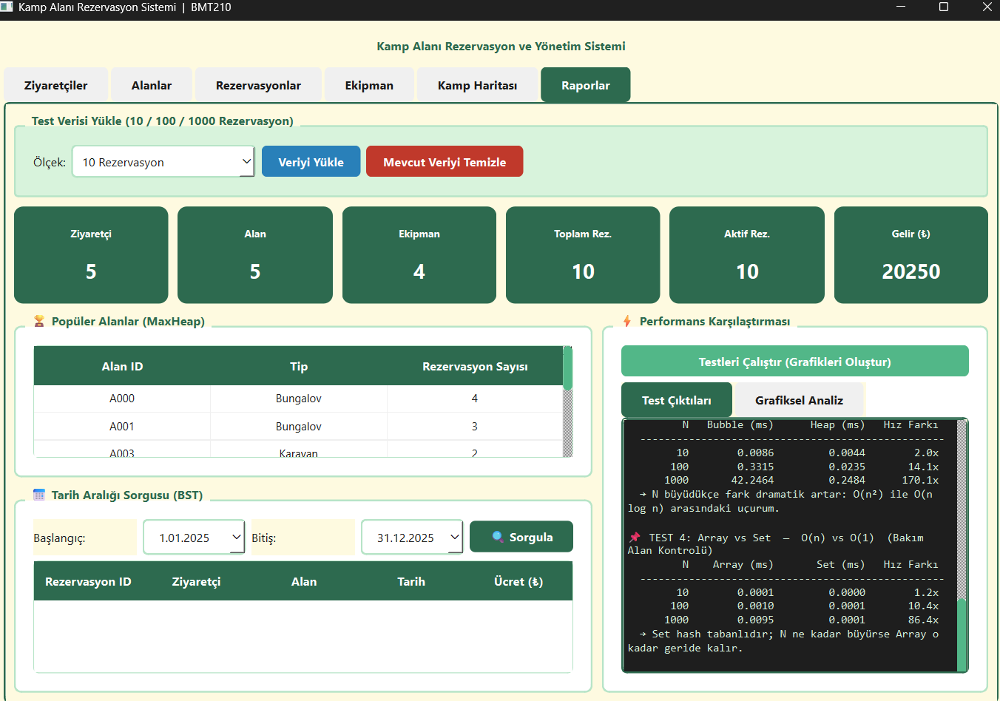 Kamp Alanı Rezervasyon Sistemi | BMT210
Kamp Alanı Rezervasyon ve Yönetim Sistemi
Ziyaretçiler Alanlar Rezervasyonlar Ekipman Kamp Haritası Raporlar
Test Verisi Yükle (10 / 100 / 1000 Rezervasyon)
Ölçek: 10 Rezervasyon Veriyi Yükle Mevcut Veriyi Temizle
Ziyaretçi Alan Ekipman Toplam Rez. Aktif Rez. Gelir (₺)
5 5 4 10 10 20250
Popüler Alanlar (MaxHeap)
Alan ID Tip Rezervasyon Sayısı
A000 Bungalov 4
A001 Bungalov 3
A003 Karavan 2
Tarih Aralığı Sorgusu (BST)
Başlangıç: 1.01.2025 Bitiş: 31.12.2025 Sorgula
Rezervasyon ID Ziyaretçi Alan Tarih Ücret (₺)
Performans Karşılaştırması
Testleri Çalıştır (Grafikleri Oluştur)
Test Çıktıları Grafiksel Analiz
N Bubble (ms) Heap (ms) Hız Farkı
--------------------------------------------------
10 0.0086 0.0044 2.0x
100 0.3315 0.0235 14.1x
1000 42.2464 0.2484 170.1x
→ N büyüdükçe fark dramatik artar: O(n²) ile O(n
log n) arasındaki uçurum.
📌 TEST 4: Array vs Set — O(n) vs O(1) (Bakım
Alan Kontrolü)
N Array (ms) Set (ms) Hız Farkı
--------------------------------------------------
10 0.0001 0.0000 1.2x
100 0.0010 0.0001 10.4x
1000 0.0095 0.0001 86.4x
→ Set hash tabanlıdır; N ne kadar büyürse Array o
kadar geride kalır.